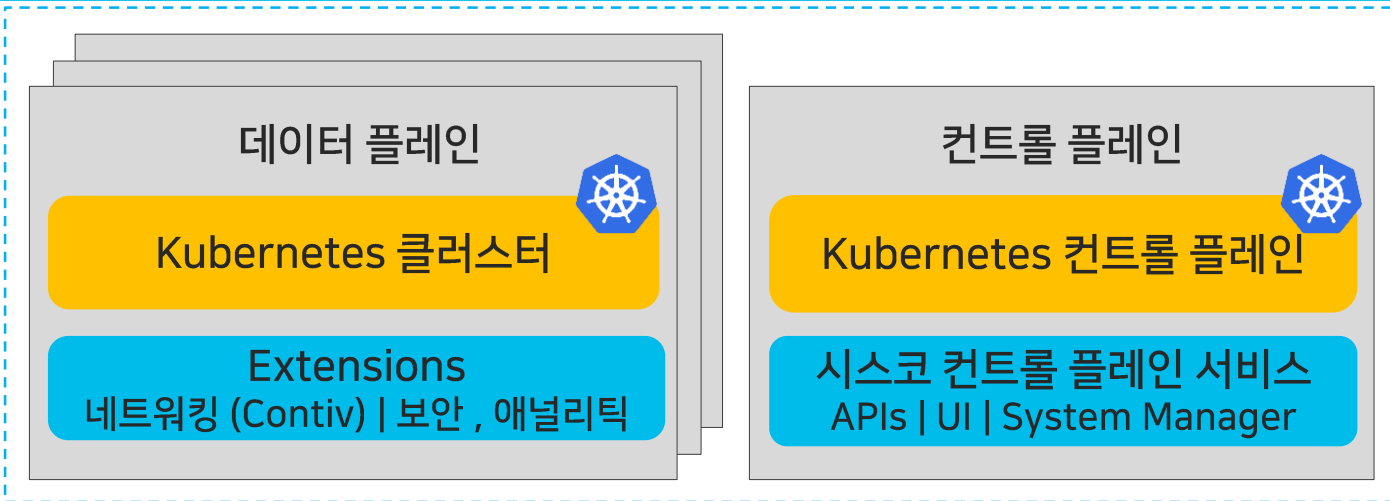 데이터 플레인
Kubernetes 클러스터
Extensions
네트워킹 (Contiv) | 보안 , 애널리틱
컨트롤 플레인
Kubernetes 컨트롤 플레인
시스코 컨트롤 플레인 서비스
APIs | UI | System Manager